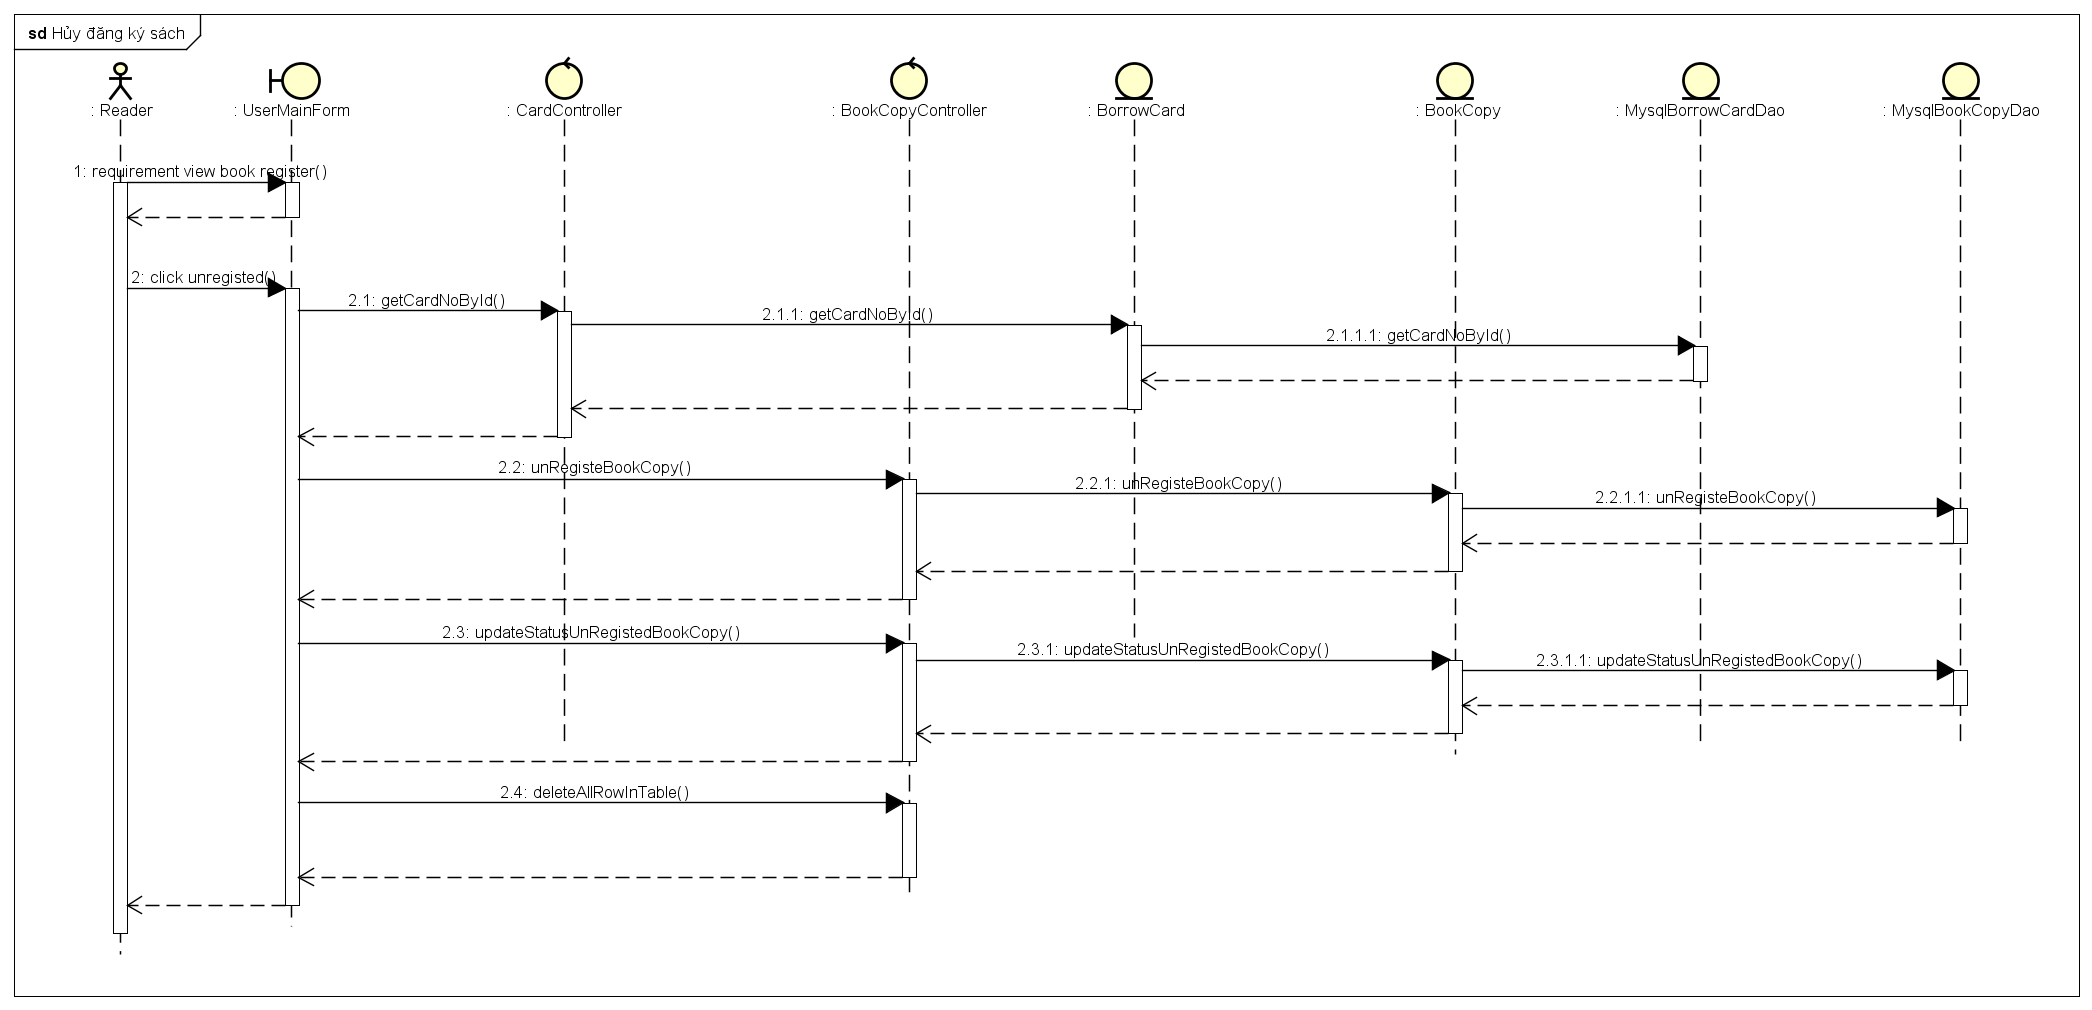 sd Hủy đăng ký sách
: Reader
: UserMainForm
: CardController
: BookCopyController
: BorrowCard
: BookCopy
: MysqlBorrowCardDao
: MysqlBookCopyDao
1: requirement view book register()
2: click unregisted()
2.1: getCardNoById()
2.1.1: getCardNoById()
2.1.1.1: getCardNoById()
2.2: unRegisteBookCopy()
2.2.1: unRegisteBookCopy()
2.2.1.1: unRegisteBookCopy()
2.3: updateStatusUnRegistedBookCopy()
2.3.1: updateStatusUnRegistedBookCopy()
2.3.1.1: updateStatusUnRegistedBookCopy()
2.4: deleteAllRowInTable()